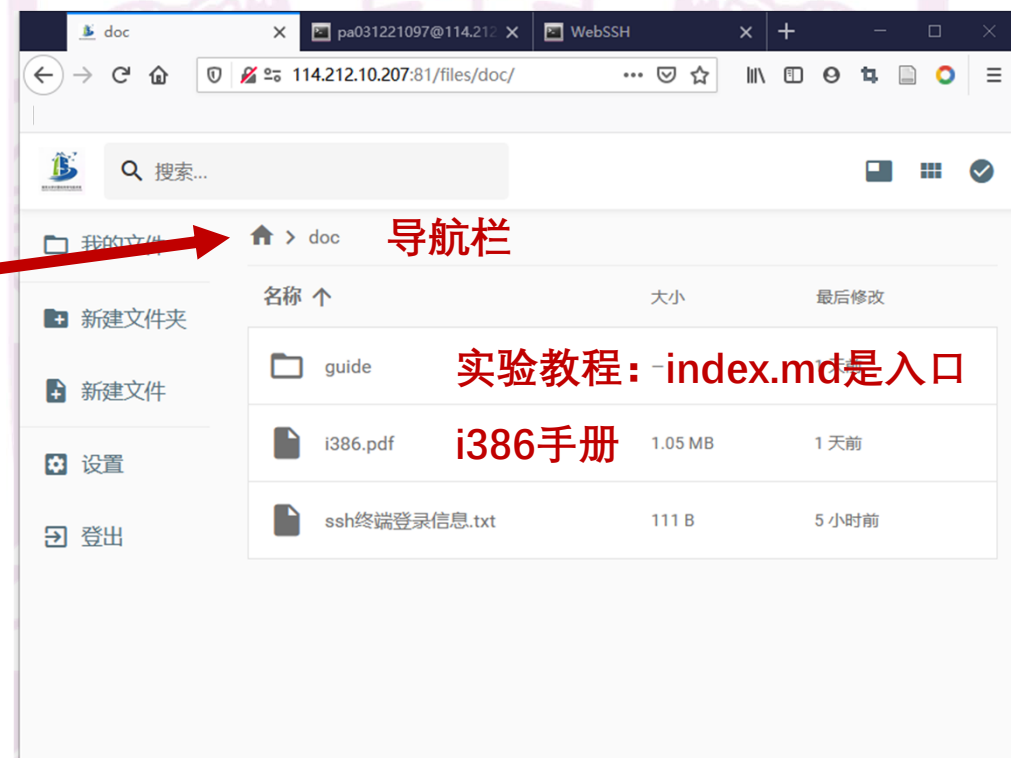 doc pa031221097@114.212 WebSSH
114.212.10.207:81/files/doc/
搜索...
我的文件 doc 导航栏
名称 大小 最后修改
新建文件夹
guide 实验教程：index.md是入口 – 1 天前
新建文件
i386.pdf i386手册 1.05 MB 1 天前
设置
ssh终端登录信息.txt 111 B 5 小时前
登出